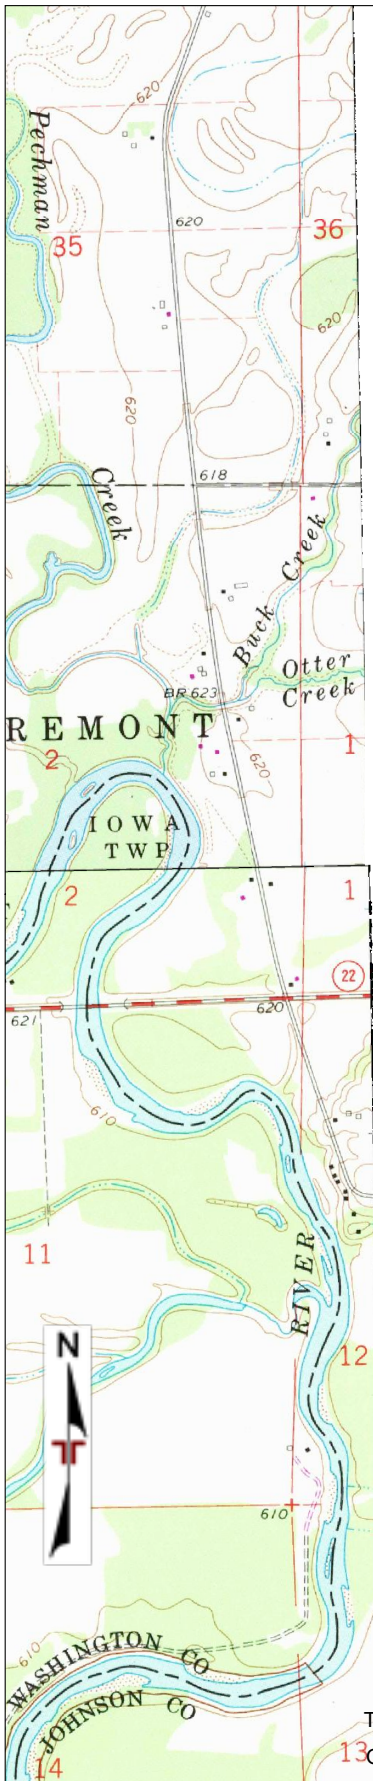 620
Pechman
620
35
36
620
620
618
Creek
Buck Creek
Otter
Creek
BR 623
REMONT
2
1
620
IOWA
TWP
2
1
22
621
620
610
11
RIVER
12
N
610
610
WASHINGTON CO
JOHNSON CO
14
13